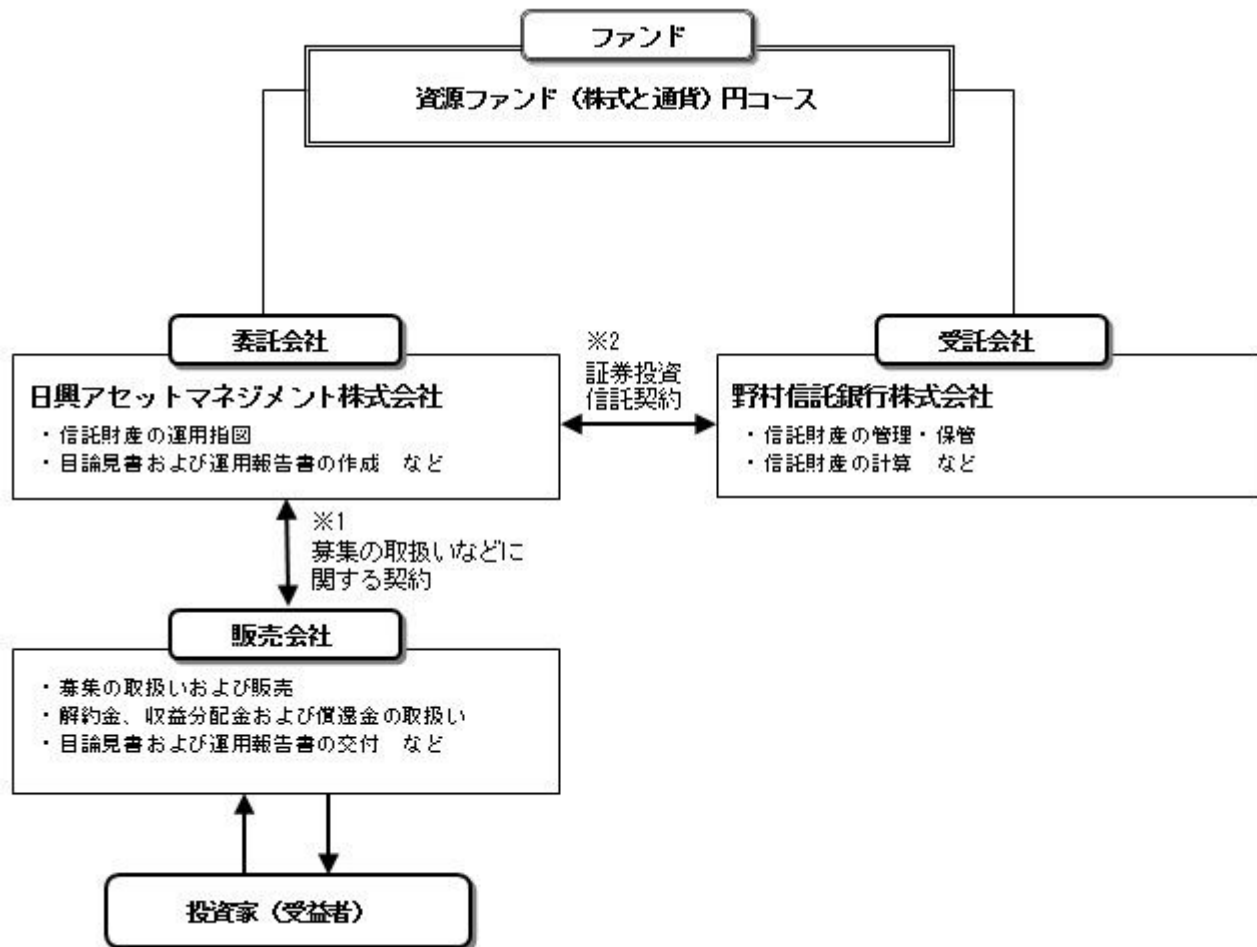 ファンド
資源ファンド（株式と通貨）円コース
委託会社
日興アセットマネジメント株式会社
・信託財産の運用指図
・目論見書および運用報告書の作成　など
※2
証券投資
信託契約
受託会社
野村信託銀行株式会社
・信託財産の管理・保管
・信託財産の計算　など
※1
募集の取扱いなどに
関する契約
販売会社
・募集の取扱いおよび販売
・解約金、収益分配金および償還金の取扱い
・目論見書および運用報告書の交付　など
投資家（受益者）